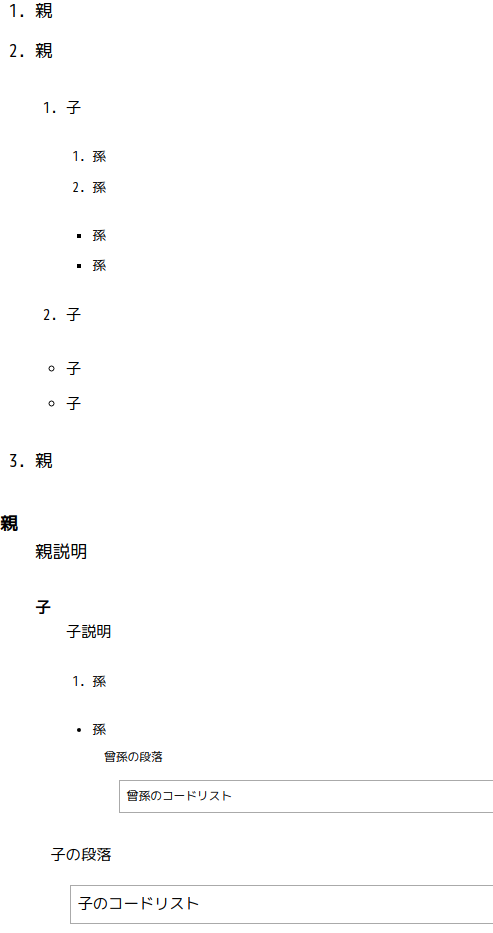 1. 親
2. 親
1. 子
1. 孫
2. 孫
▪ 孫
▪ 孫
2. 子
○ 子
○ 子
3. 親
親
親説明
子
子説明
1. 孫
• 孫
曾孫の段落
曾孫のコードリスト
子の段落
子のコードリスト